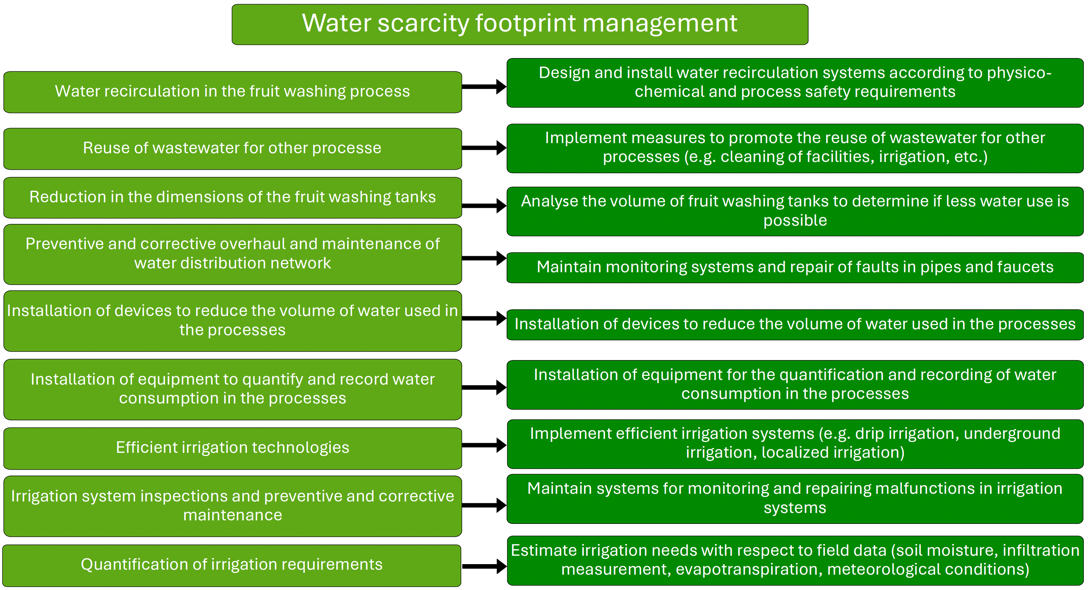 Water scarcity footprint management
Water recirculation in the fruit washing process
Design and install water recirculation systems according to physico-
chemical and process safety requirements
Reuse of wastewater for other processe
Implement measures to promote the reuse of wastewater for other
processes (e.g. cleaning of facilities, irrigation, etc.)
Reduction in the dimensions of the fruit washing tanks
Analyse the volume of fruit washing tanks to determine if less water use is
possible
Preventive and corrective overhaul and maintenance of
water distribution network
Maintain monitoring systems and repair of faults in pipes and faucets
Installation of devices to reduce the volume of water used in
the processes
Installation of devices to reduce the volume of water used in the processes
Installation of equipment to quantify and record water
consumption in the processes
Installation of equipment for the quantification and recording of water
consumption in the processes
Efficient irrigation technologies
Implement efficient irrigation systems (e.g. drip irrigation, underground
irrigation, localized irrigation)
Irrigation system inspections and preventive and corrective
maintenance
Maintain systems for monitoring and repairing malfunctions in irrigation
systems
Quantification of irrigation requirements
Estimate irrigation needs with respect to field data (soil moisture, infiltration
measurement, evapotranspiration, meteorological conditions)